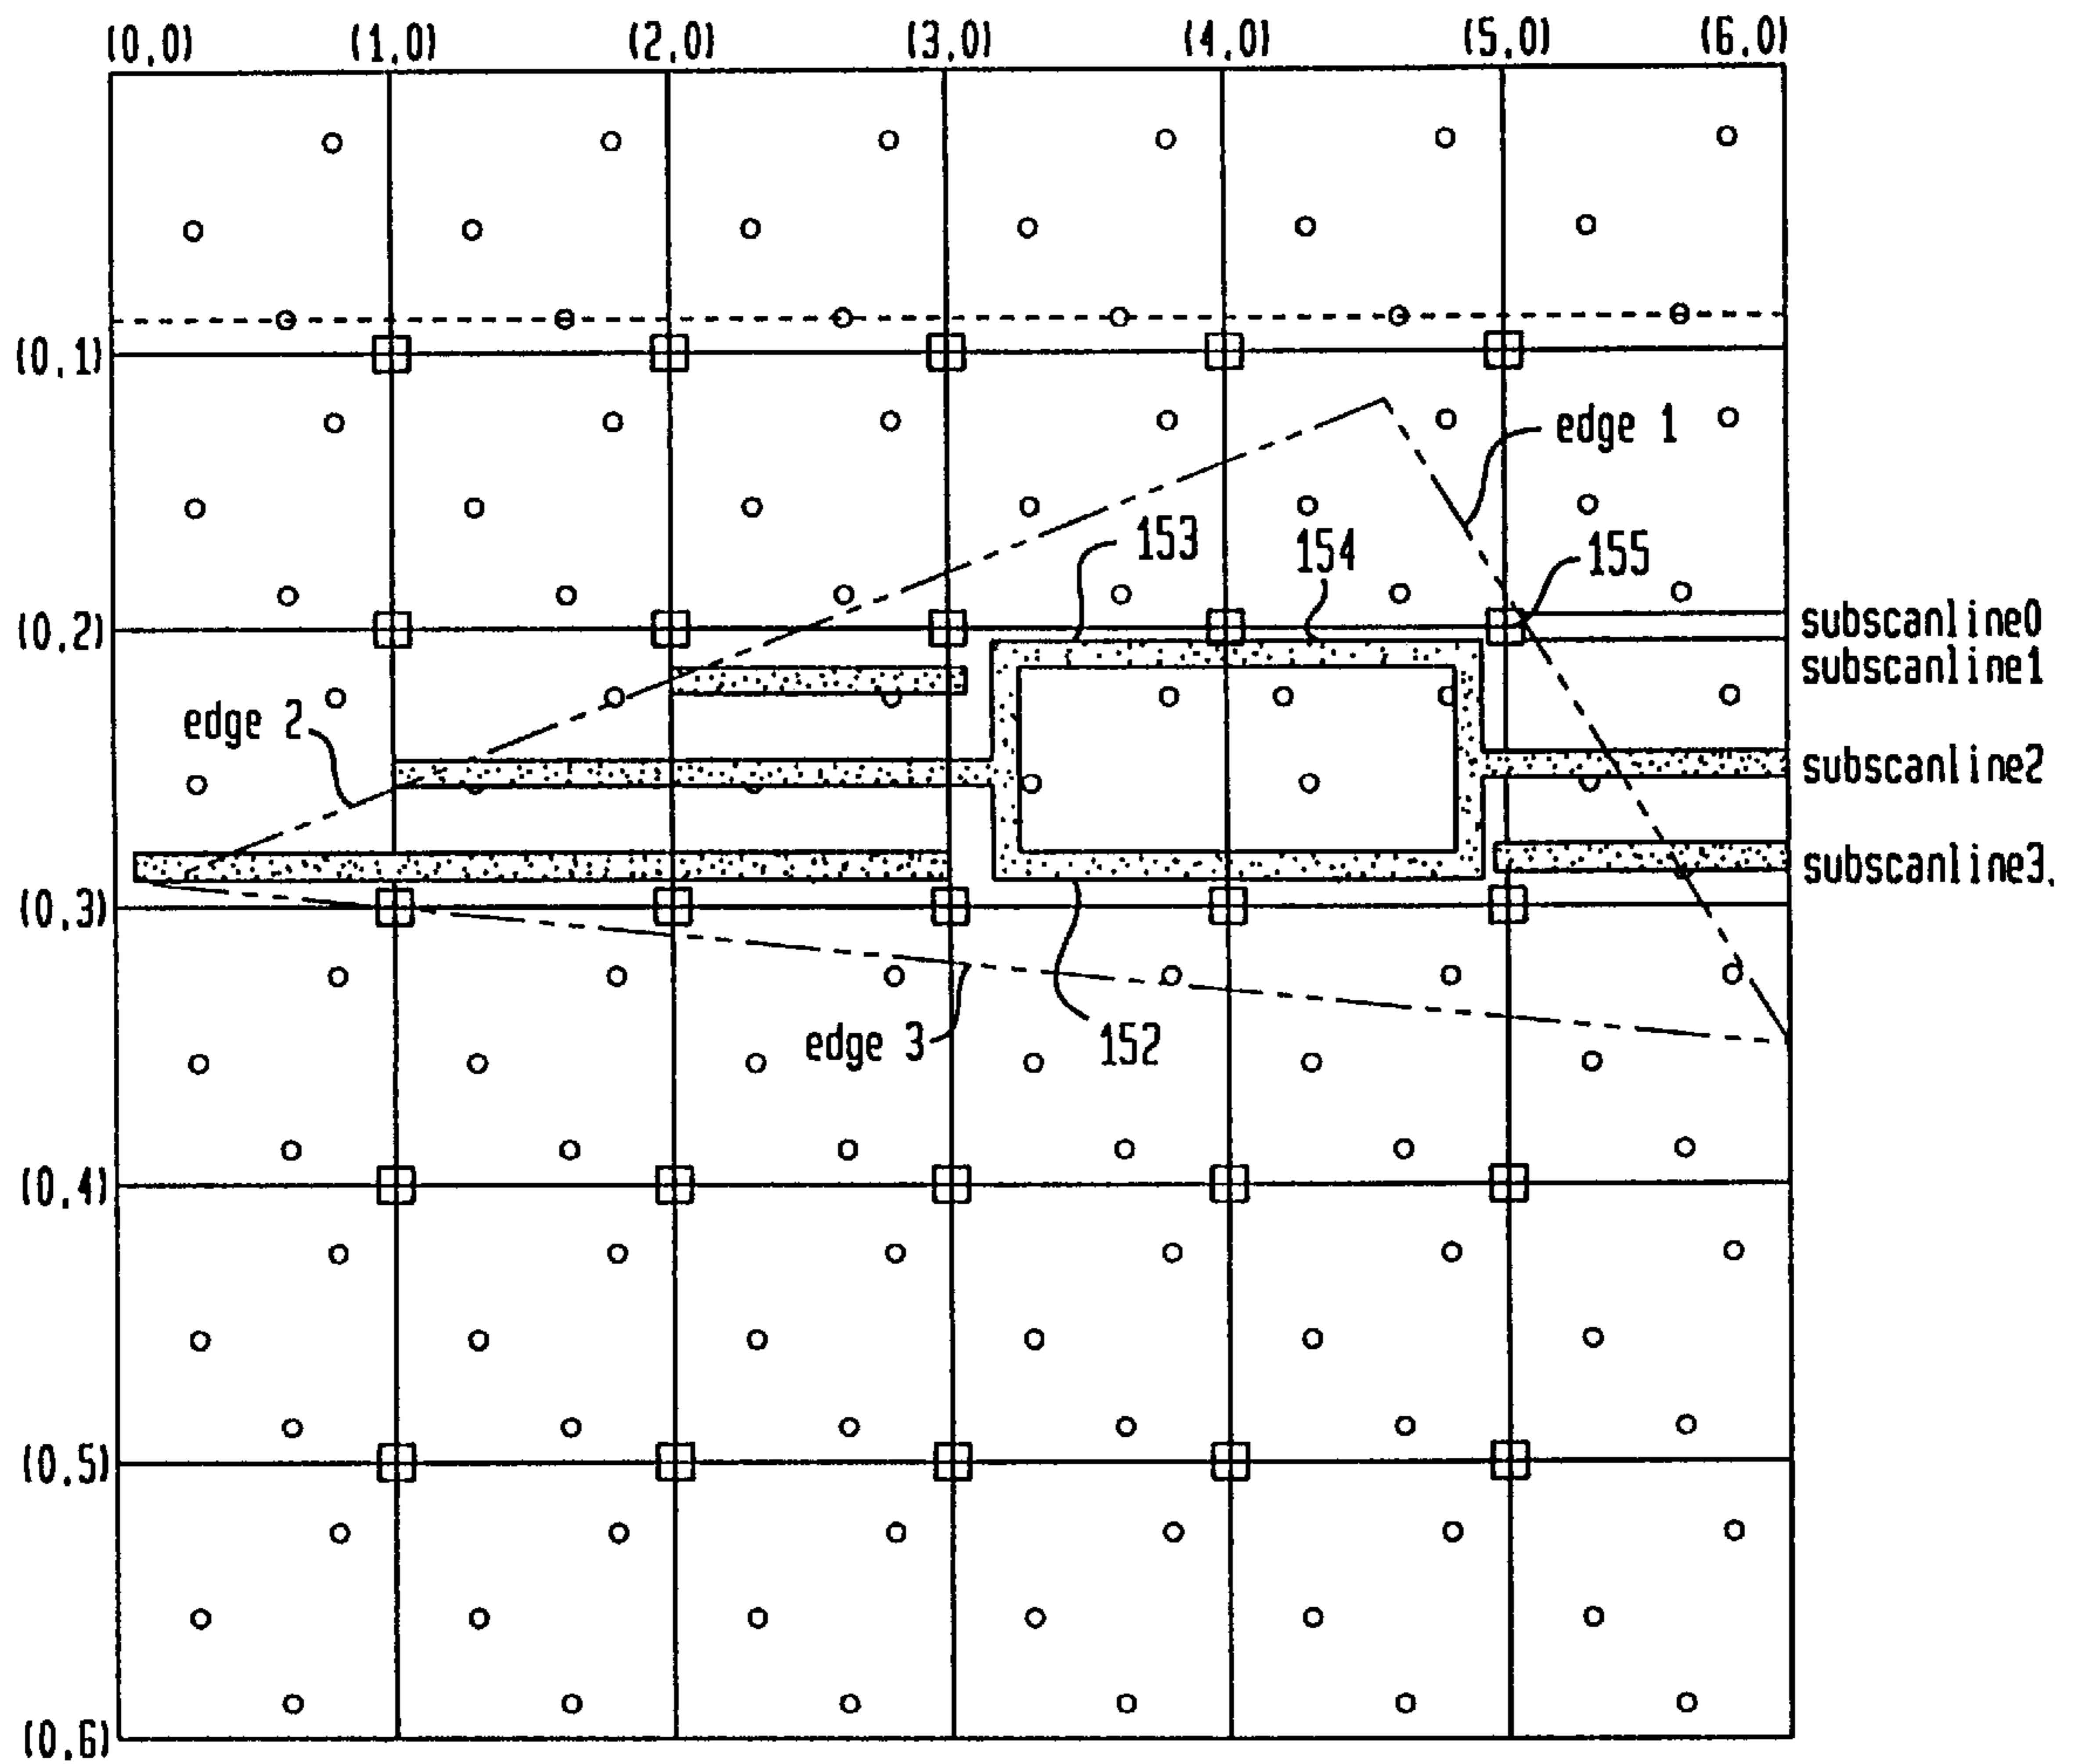 (0,0) (1,0) (2,0) (3,0) (4,0) (5,0) (6,0)
(0,1)
edge 1
153 154 155
(0,2)
subscanline0
subscanline1
edge 2
subscanline2
subscanline3.
(0,3)
edge 3 152
(0,4)
(0,5)
(0,6)